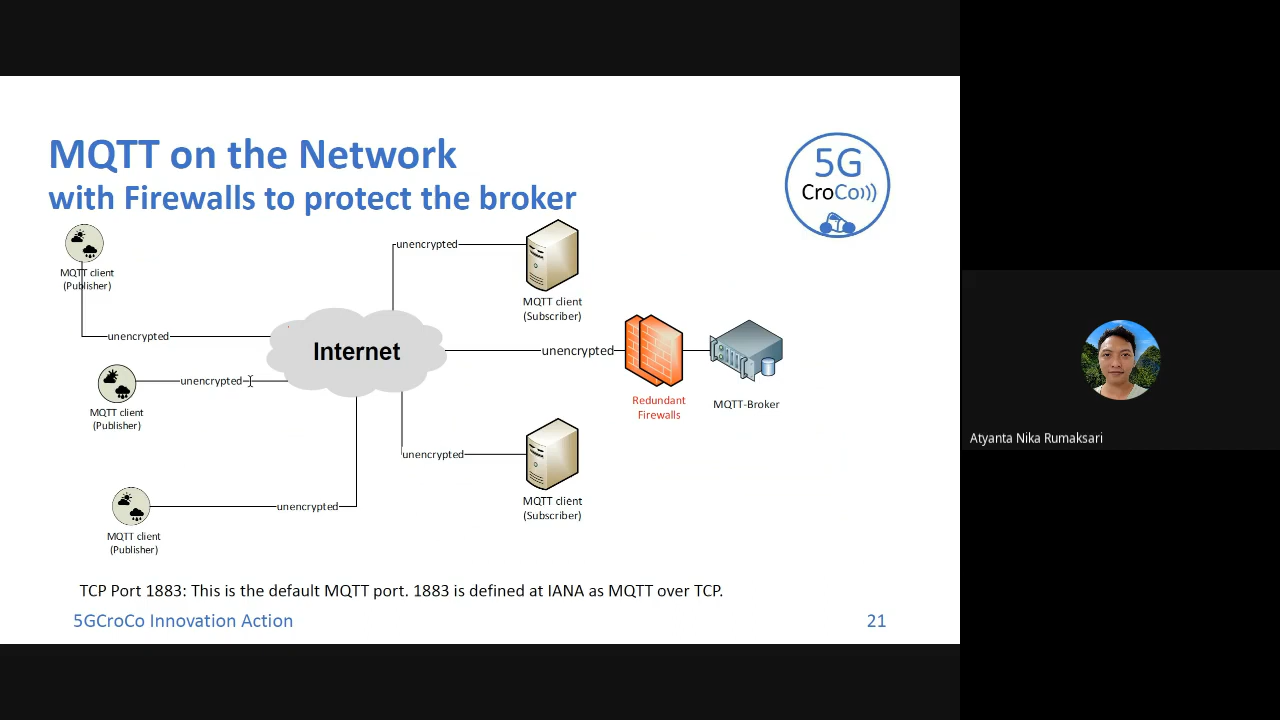 MQTT on the Network
with Firewalls to protect the broker
5G
CroCo
MQTT client
(Publisher)
unencrypted
MQTT client
(Subscriber)
unencrypted
Internet
unencrypted
Redundant
Firewalls
MQTT-Broker
unencrypted
MQTT client
(Publisher)
unencrypted
MQTT client
(Subscriber)
unencrypted
MQTT client
(Publisher)
TCP Port 1883: This is the default MQTT port. 1883 is defined at IANA as MQTT over TCP.
5GCroCo Innovation Action
21
Atyanta Nika Rumaksari